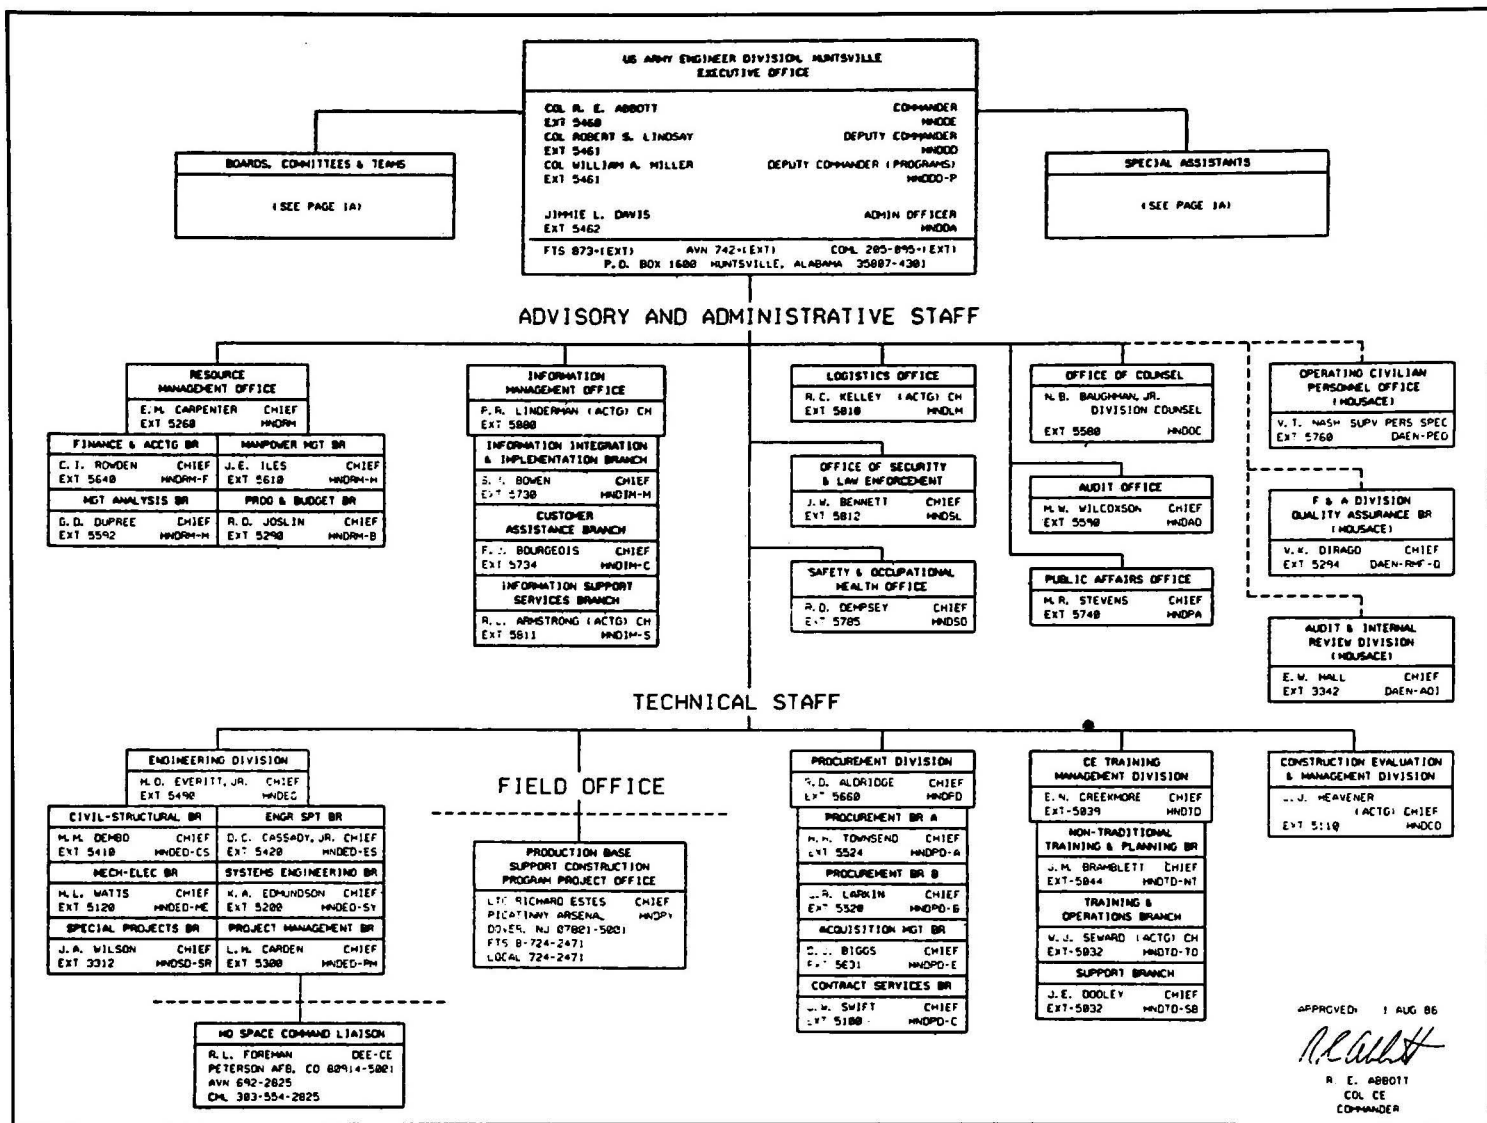 US ARMY ENGINEER DIVISION, HUNTSVILLE
EXECUTIVE OFFICE
COL R. E. ABBOTT COMMANDER
EXT 5460 HNDDE
COL ROBERT S. LINDSAY DEPUTY COMMANDER
EXT 5461 HNDDD
COL WILLIAM A. MILLER DEPUTY COMMANDER (PROGRAMS)
EXT 5461 HNDDD-P
JIMMIE L. DAVIS ADMIN OFFICER
EXT 5462 HNDDA
FTS 873+(EXT) AVN 742+(EXT) COML 205-895+(EXT)
P.O. BOX 1600 HUNTSVILLE, ALABAMA 35807-4301
BOARDS, COMMITTEES & TEAMS
(SEE PAGE 1A)
SPECIAL ASSISTANTS
(SEE PAGE 1A)
ADVISORY AND ADMINISTRATIVE STAFF
RESOURCE
MANAGEMENT OFFICE
E.M. CARPENTER CHIEF
EXT 5260 HNDRM
FINANCE & ACCTG BR
C. I. ROWDEN CHIEF
EXT 5640 HNDRM-F
MANPOWER MGT BR
J.E. ILES CHIEF
EXT 5610 HNDRM-M
MGT ANALYSIS BR
G.D. DUPREE CHIEF
EXT 5592 HNDRM-M
PROG & BUDGET BR
R.D. JOSLIN CHIEF
EXT 5290 HNDRM-B
INFORMATION
MANAGEMENT OFFICE
P.R. LINDERMAN (ACTG) CH
EXT 5880
INFORMATION INTEGRATION
& IMPLEMENTATION BRANCH
BOWEN CHIEF
EXT 5730 HNDIM-M
CUSTOMER
ASSISTANCE BRANCH
BOURGEOIS CHIEF
EXT 5734 HNDIM-C
INFORMATION SUPPORT
SERVICES BRANCH
ARMSTRONG (ACTG) CH
EXT 5811 HNDIM-S
LOGISTICS OFFICE
R.C. KELLEY (ACTG) CH
EXT 5010 HNDLM
OFFICE OF SECURITY
& LAW ENFORCEMENT
J.W. BENNETT CHIEF
EXT 5812 HNDSL
SAFETY & OCCUPATIONAL
HEALTH OFFICE
R.D. DEMPSEY CHIEF
EXT 5785 HNDSO
OFFICE OF COUNSEL
N.B. BAUGHMAN, JR.
DIVISION COUNSEL
EXT 5580 HNDOC
AUDIT OFFICE
M.W. WILCOXSON CHIEF
EXT 5590 HNDAO
PUBLIC AFFAIRS OFFICE
M.R. STEVENS CHIEF
EXT 5740 HNDPA
OPERATING CIVILIAN
PERSONNEL OFFICE
(HQUSACE)
V.T. NASH SUPV PERS SPEC
EXT 5760 DAEN-PEO
F & A DIVISION
QUALITY ASSURANCE BR
(HQUSACE)
V.K. DIRAGO CHIEF
EXT 5294 DAEN-RMF-Q
AUDIT & INTERNAL
REVIEW DIVISION
(HQUSACE)
E.W. HALL CHIEF
EXT 3342 DAEN-AOI
TECHNICAL STAFF
ENGINEERING DIVISION
H.O. EVERITT, JR. CHIEF
EXT 5490 HNDED
CIVIL-STRUCTURAL BR
M.M. DEMBO CHIEF
EXT 5410 HNDED-CS
ENGR SPT BR
D.C. CASSADY, JR. CHIEF
EXT 5420 HNDED-ES
MECH-ELEC BR
H.L. WATTS CHIEF
EXT 5120 HNDED-ME
SYSTEMS ENGINEERING BR
K.A. EDMUNDSON CHIEF
EXT 5200 HNDED-SY
SPECIAL PROJECTS BR
J.A. WILSON CHIEF
EXT 3312 HNDSD-SR
PROJECT MANAGEMENT BR
L.M. CARDEN CHIEF
EXT 5300 HNDED-PM
HQ SPACE COMMAND LIAISON
R.L. FOREMAN DEE-CE
PETERSON AFB, CO 80914-5001
AVN 692-2825
CML 303-554-2825
FIELD OFFICE
PRODUCTION BASE
SUPPORT CONSTRUCTION
PROGRAM PROJECT OFFICE
LTC RICHARD ESTES CHIEF
PICATINNY ARSENAL HNDPY
DOVER, NJ 07801-5001
FTS 8-724-2471
LOCAL 724-2471
PROCUREMENT DIVISION
R.D. ALDRIDGE CHIEF
EXT 5660 HNDPD
PROCUREMENT BR A
TOWNSEND CHIEF
EXT 5524 HNDPD-A
PROCUREMENT BR B
LARKIN CHIEF
EXT 5520 HNDPD-B
ACQUISITION MGT BR
BIGGS CHIEF
EXT 5631 HNDPD-E
CONTRACT SERVICES BR
SWIFT CHIEF
EXT 5100 HNDPD-C
CE TRAINING
MANAGEMENT DIVISION
E.N. CREEKMORE CHIEF
EXT-5039 HNDTD
NON-TRADITIONAL
TRAINING & PLANNING BR
J.M. BRAMBLETT CHIEF
EXT-5044 HNDTD-NT
TRAINING &
OPERATIONS BRANCH
W.J. SEWARD (ACTG) CH
EXT-5032 HNDTD-TO
SUPPORT BRANCH
J.E. DOOLEY CHIEF
EXT-5032 HNDTD-SB
CONSTRUCTION EVALUATION
& MANAGEMENT DIVISION
HEAVENER
(ACTG) CHIEF
EXT 5110 HNDCD
APPROVED: 1 AUG 86
R E Abbott
R. E. ABBOTT
COL CE
COMMANDER